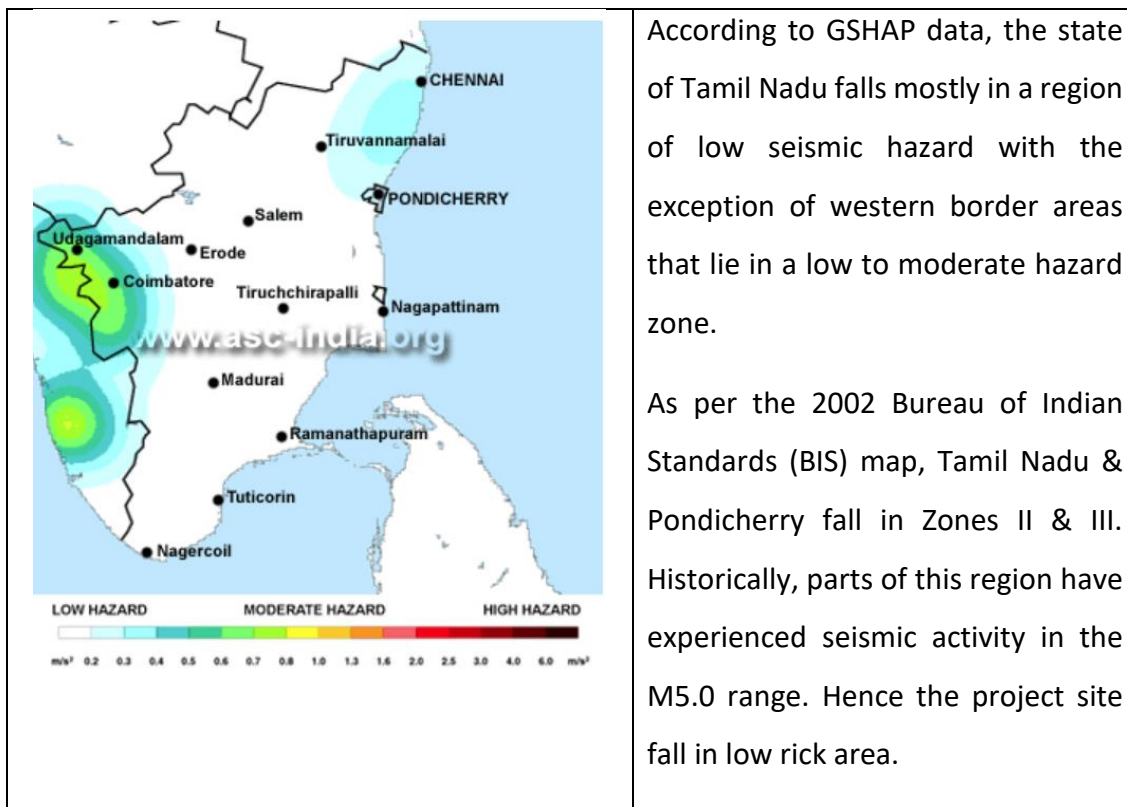 CHENNAI
Tiruvannamalai
PONDICHERRY
Salem
Udagamandalam
Erode
Coimbatore
Tiruchchirapalli
Nagapattinam
www.asc-india.org
Madurai
Ramanathapuram
Tuticorin
Nagercoil
LOW HAZARD MODERATE HAZARD HIGH HAZARD
m/s² 0.2 0.3 0.4 0.5 0.6 0.7 0.8 1.0 1.3 1.6 2.0 2.5 3.0 4.0 6.0 m/s²
According to GSHAP data, the state
of Tamil Nadu falls mostly in a region
of low seismic hazard with the
exception of western border areas
that lie in a low to moderate hazard
zone.
As per the 2002 Bureau of Indian
Standards (BIS) map, Tamil Nadu &
Pondicherry fall in Zones II & III.
Historically, parts of this region have
experienced seismic activity in the
M5.0 range. Hence the project site
fall in low rick area.